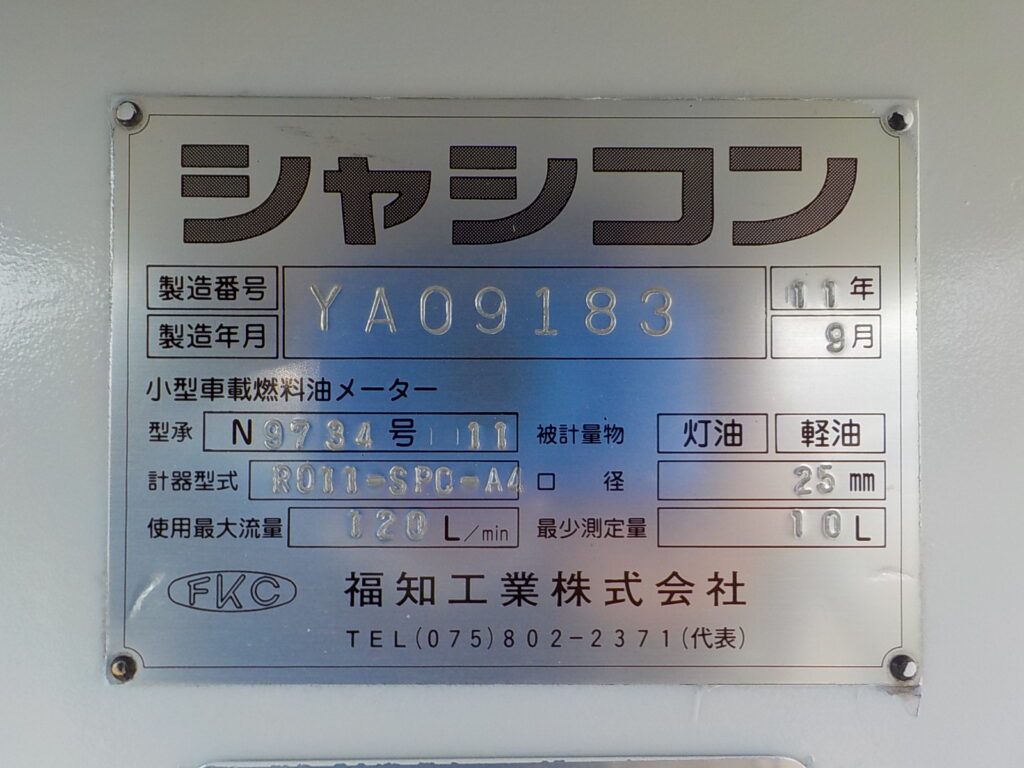 シャシコン
製造番号 YA09183 11年
製造年月 9月
小型車載燃料油メーター
型承 N9734号 11 被計量物 灯油 軽油
計器型式 R011-SPC-A4 口径 25mm
使用最大流量 120L/min 最少測定量 10L
FKC 福知工業株式会社
TEL(075)802-2371(代表)